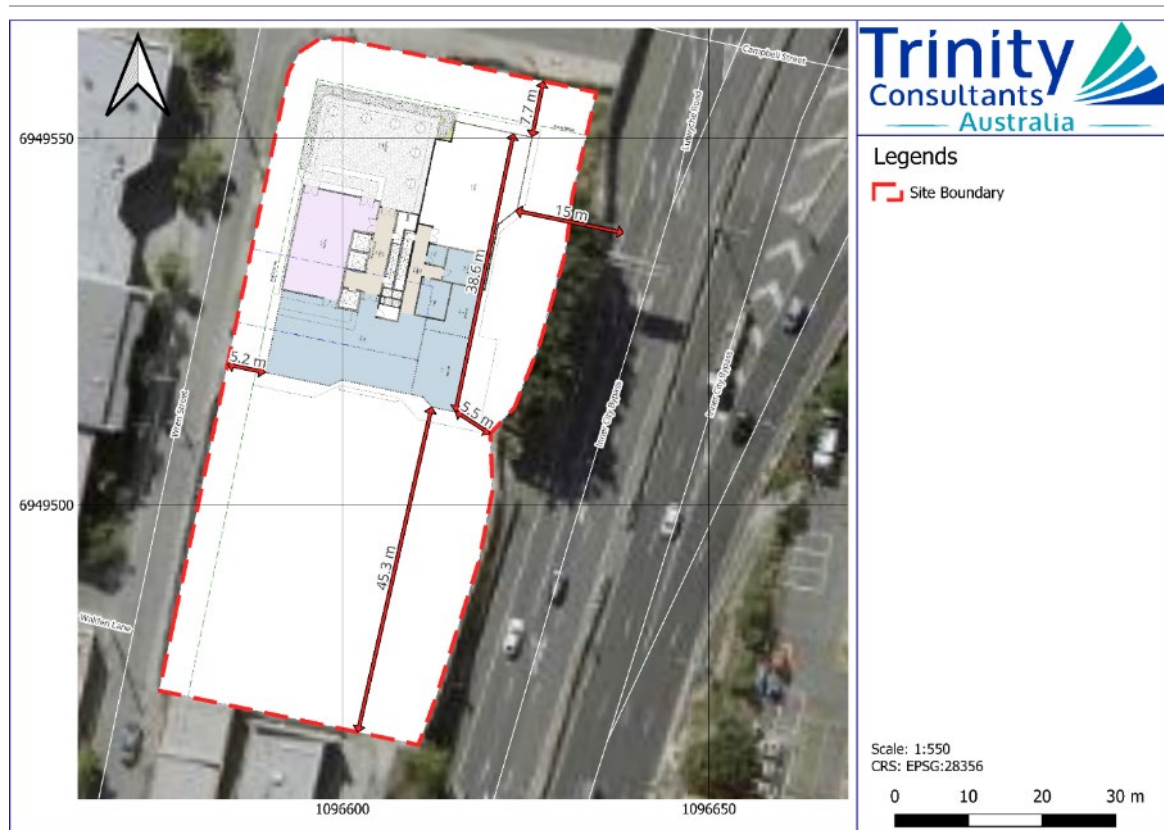 Trinity
Consultants
Australia
Legends
Site Boundary
Campbell Street
Lutwyche Road
6949550
7.7 m
15 m
38.6 m
5.2 m
5.5 m
Wren Street
Inner City Bypass
Inner City Bypass
6949500
45.3 m
Walden Lane
1096600
1096650
Scale: 1:550
CRS: EPSG:28356
0
10
20
30 m